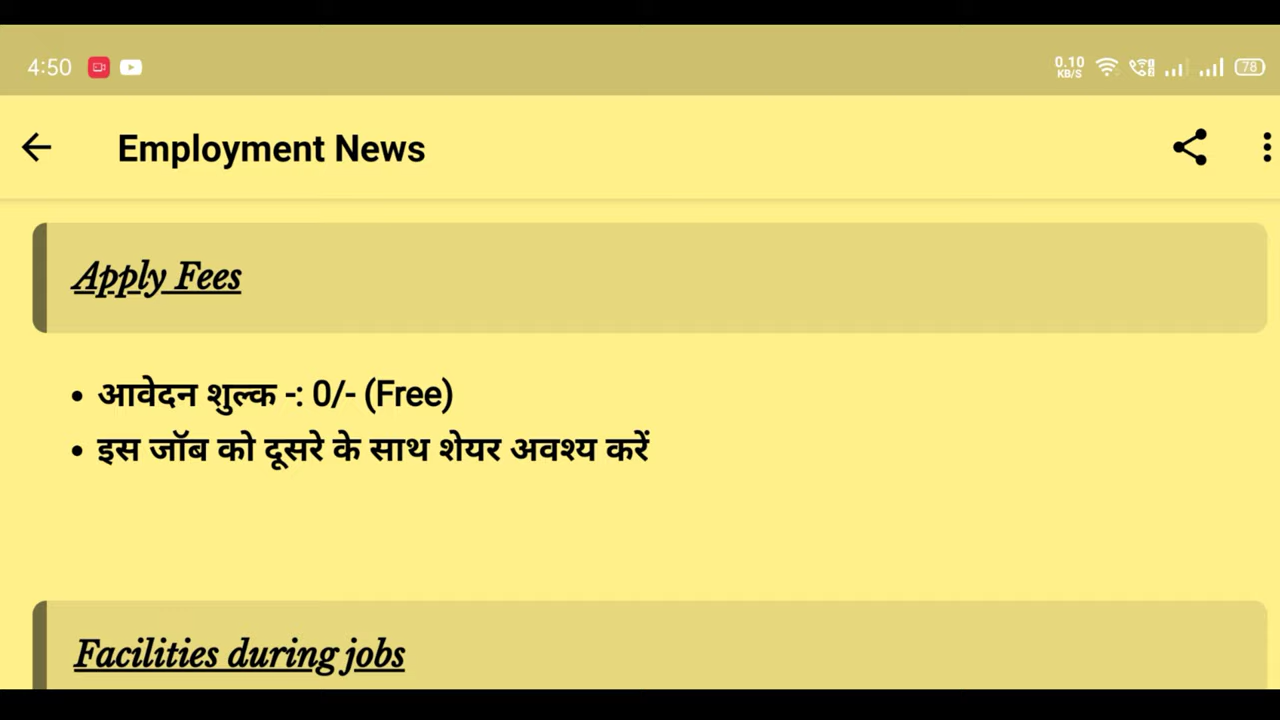 4:50 0.10 KB/S 78
Employment News
Apply Fees
• आवेदन शुल्क -: 0/- (Free)
• इस जॉब को दूसरे के साथ शेयर अवश्य करें
Facilities during jobs